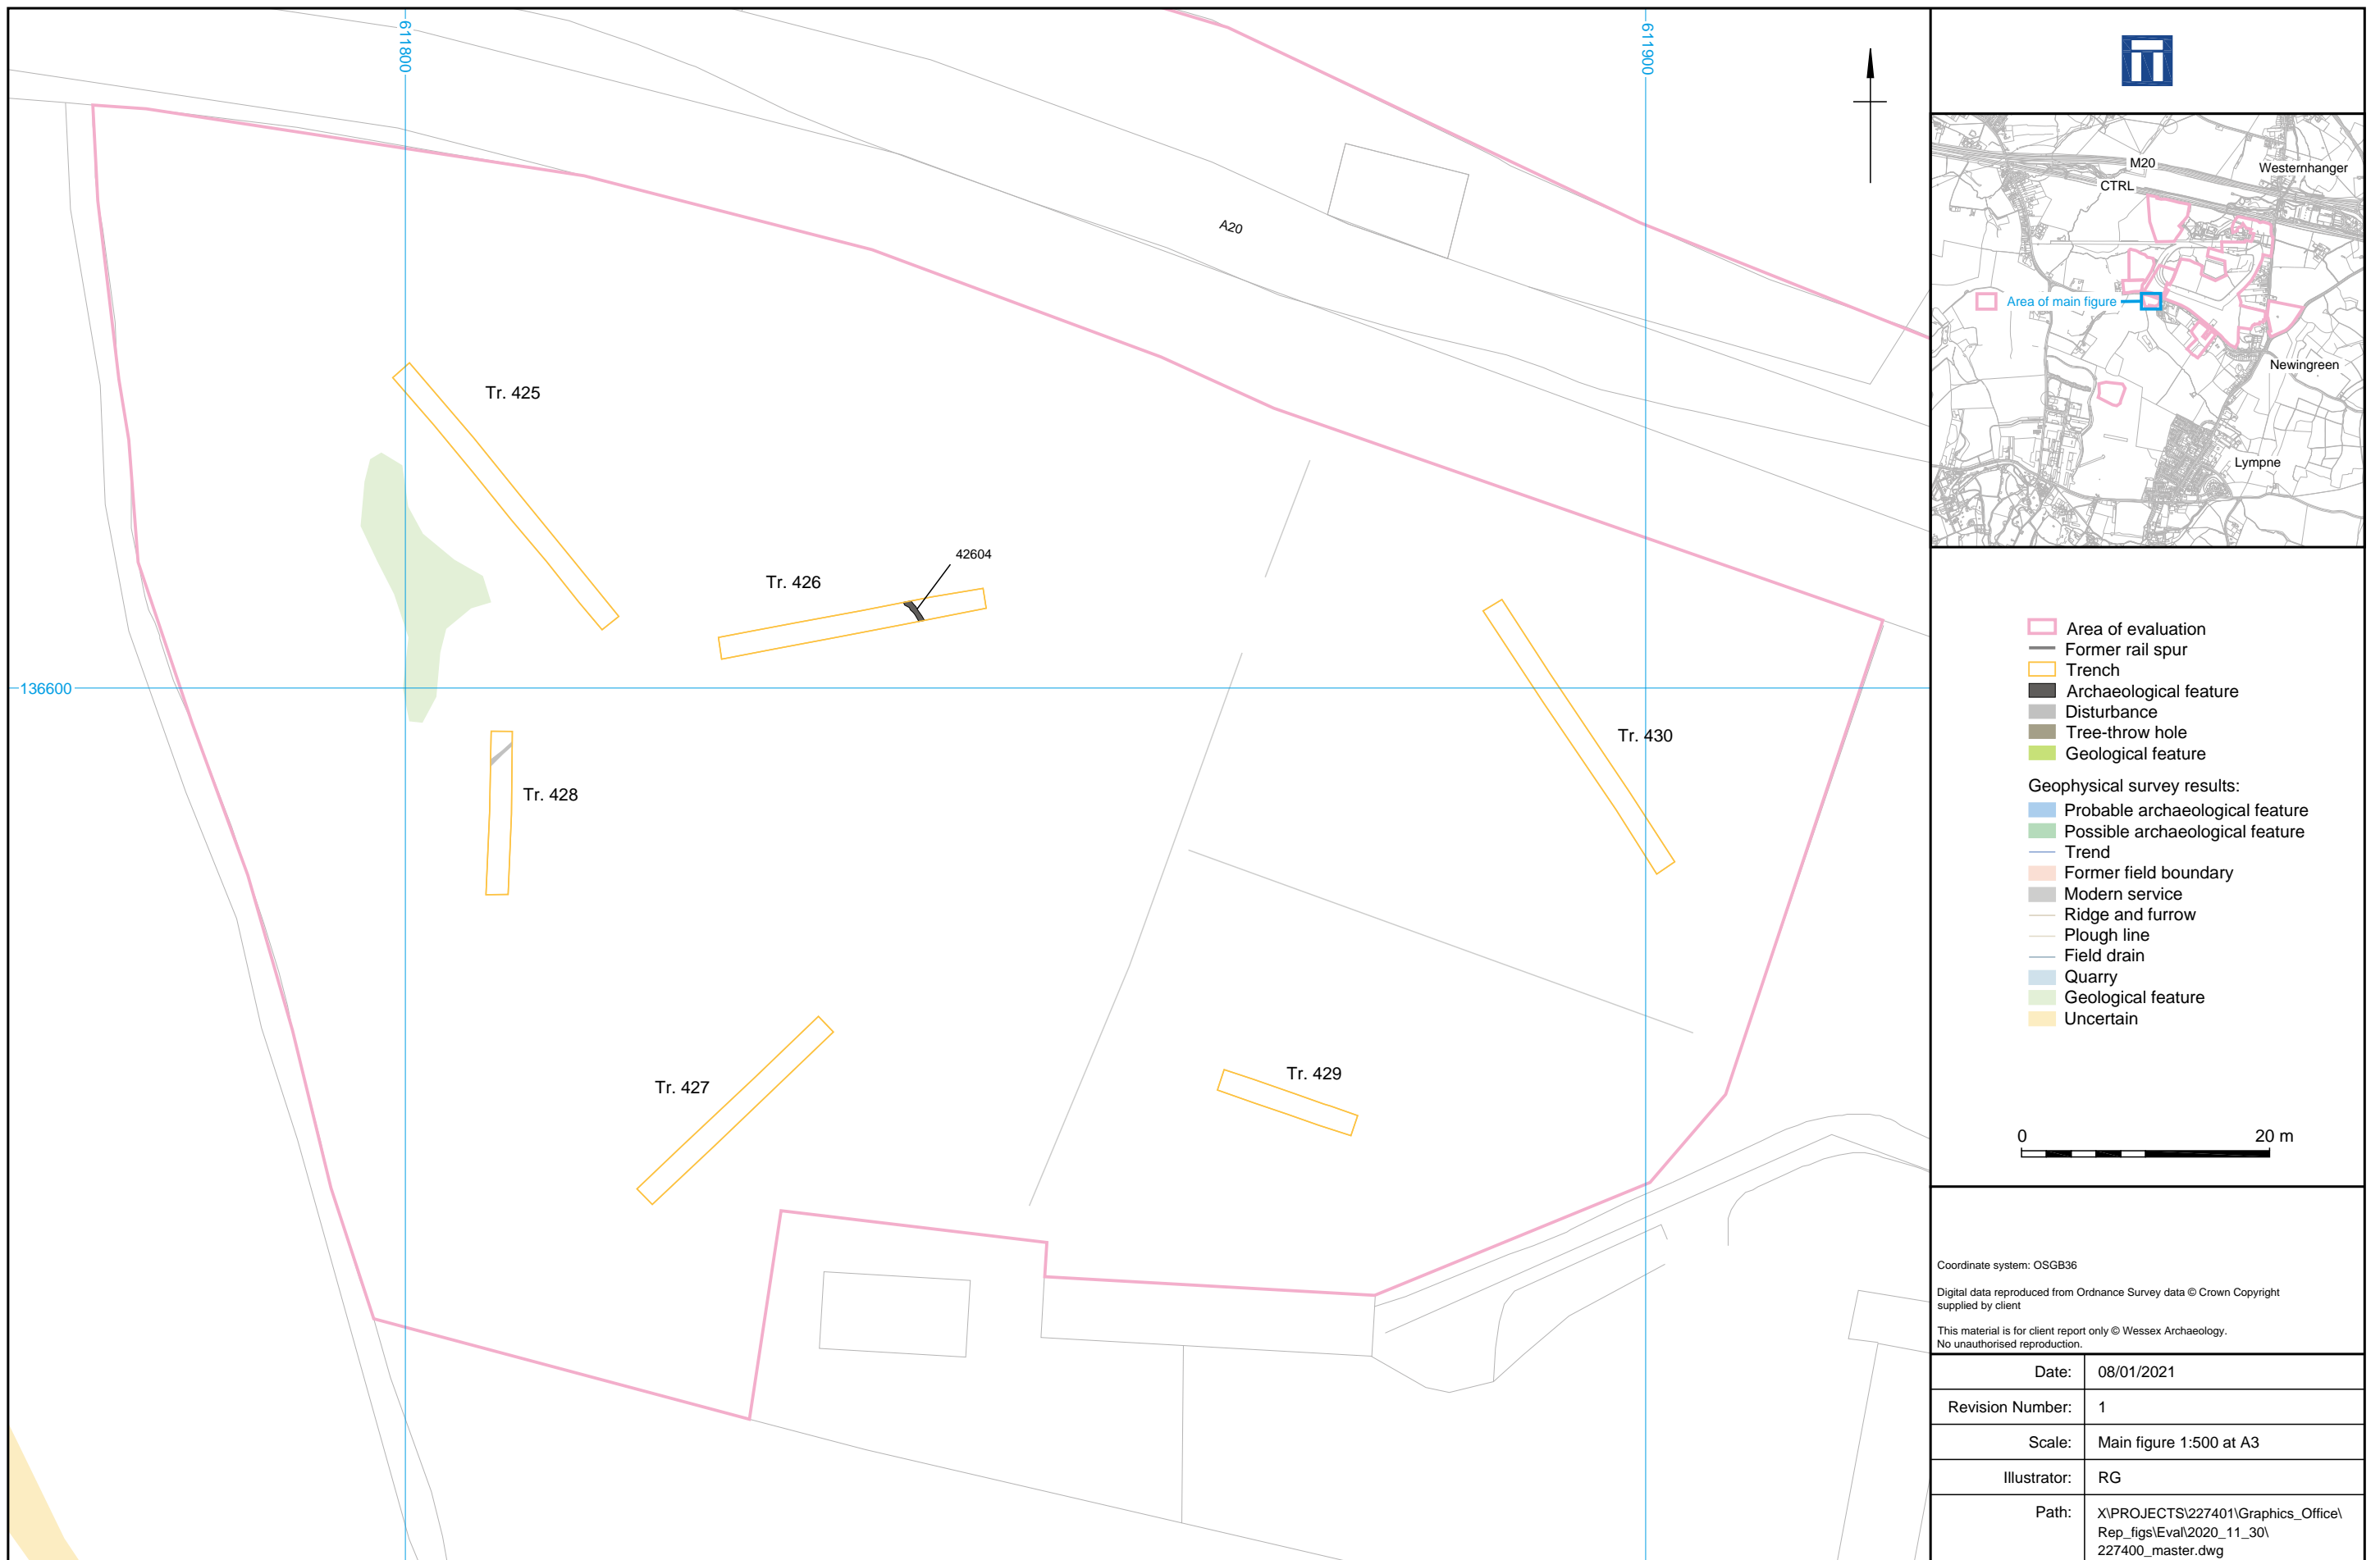 611800
611900
A20
Tr. 425
42604
Tr. 426
136600
Tr. 430
Tr. 428
Tr. 427
Tr. 429
M20
Westernhanger
CTRL
Area of main figure
Newingreen
Lympne
Area of evaluation
Former rail spur
Trench
Archaeological feature
Disturbance
Tree-throw hole
Geological feature
Geophysical survey results:
Probable archaeological feature
Possible archaeological feature
Trend
Former field boundary
Modern service
Ridge and furrow
Plough line
Field drain
Quarry
Geological feature
Uncertain
0 20 m
Coordinate system: OSGB36
Digital data reproduced from Ordnance Survey data © Crown Copyright
supplied by client
This material is for client report only © Wessex Archaeology.
No unauthorised reproduction.
Date: 08/01/2021
Revision Number: 1
Scale: Main figure 1:500 at A3
Illustrator: RG
Path: X\PROJECTS\227401\Graphics_Office\
Rep_figs\Eval\2020_11_30\
227400_master.dwg